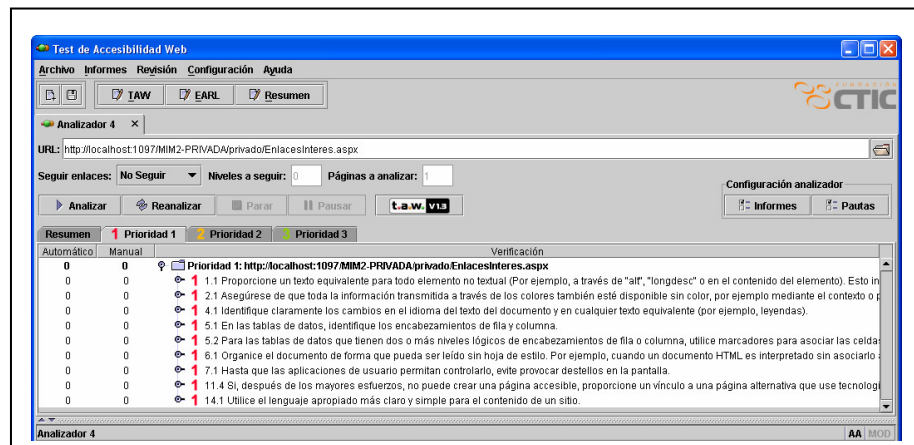 Test de Accesibilidad Web
Archivo Informes Revisión Configuración Ayuda
TAW EARL Resumen
FUNDACIÓN
CTIC
Analizador 4 ×
URL: http://localhost:1097/MIM2-PRIVADA/privado/EnlacesInteres.aspx
Seguir enlaces: No Seguir Niveles a seguir: 0 Páginas a analizar: 1
Configuración analizador
Analizar Reanalizar Parar Pausar t.a.w. V1.3 Informes Pautas
Resumen 1 Prioridad 1 2 Prioridad 2 3 Prioridad 3
Automático Manual Verificación
0 0 Prioridad 1: http://localhost:1097/MIM2-PRIVADA/privado/EnlacesInteres.aspx
0 0 1 1.1 Proporcione un texto equivalente para todo elemento no textual (Por ejemplo, a través de "alt", "longdesc" o en el contenido del elemento). Esto in
0 0 1 2.1 Asegúrese de que toda la información transmitida a través de los colores también esté disponible sin color, por ejemplo mediante el contexto o p
0 0 1 4.1 Identifique claramente los cambios en el idioma del texto del documento y en cualquier texto equivalente (por ejemplo, leyendas).
0 0 1 5.1 En las tablas de datos, identifique los encabezamientos de fila y columna.
0 0 1 5.2 Para las tablas de datos que tienen dos o más niveles lógicos de encabezamientos de fila o columna, utilice marcadores para asociar las celda
0 0 1 6.1 Organice el documento de forma que pueda ser leído sin hoja de estilo. Por ejemplo, cuando un documento HTML es interpretado sin asociarlo
0 0 1 7.1 Hasta que las aplicaciones de usuario permitan controlarlo, evite provocar destellos en la pantalla.
0 0 1 11.4 Si, después de los mayores esfuerzos, no puede crear una página accesible, proporcione un vínculo a una página alternativa que use tecnologí
0 0 1 14.1 Utilice el lenguaje apropiado más claro y simple para el contenido de un sitio.
Analizador 4 AA MOD